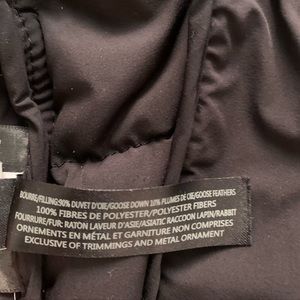 BOURRE/FILLING:90% DUVET D'OIE/GOOSE DOWN 10% PLUMES DE OIE/GOOSE FEATHERS
100% FIBRES DE POLYESTER/POLYESTER FIBERS
FOURRURE/FUR: RATON LAVEUR D'ASIE/ASIATIC RACCOON LAPIN/RABBIT
ORNEMENTS EN MÉTAL ET GARNITURE NON COMPRISES
EXCLUSIVE OF TRIMMINGS AND METAL ORNAMENT